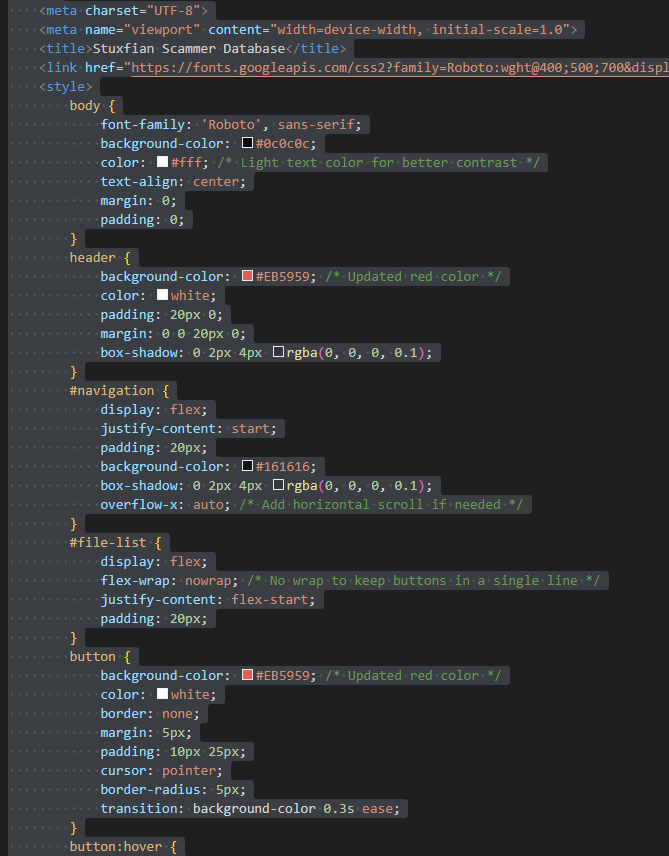 <meta charset="UTF-8">
<meta name="viewport" content="width=device-width, initial-scale=1.0">
<title>Stuxfian Scammer Database</title>
<link href="https://fonts.googleapis.com/css2?family=Roboto:wght@400;500;700&displ
<style>
body {
font-family: 'Roboto', sans-serif;
background-color: #0c0c0c;
color: #fff; /* Light text color for better contrast */
text-align: center;
margin: 0;
padding: 0;
}
header {
background-color: #EB5959; /* Updated red color */
color: white;
padding: 20px 0;
margin: 0 0 20px 0;
box-shadow: 0 2px 4px rgba(0, 0, 0, 0.1);
}
#navigation {
display: flex;
justify-content: start;
padding: 20px;
background-color: #161616;
box-shadow: 0 2px 4px rgba(0, 0, 0, 0.1);
overflow-x: auto; /* Add horizontal scroll if needed */
}
#file-list {
display: flex;
flex-wrap: nowrap; /* No wrap to keep buttons in a single line */
justify-content: flex-start;
padding: 20px;
}
button {
background-color: #EB5959; /* Updated red color */
color: white;
border: none;
margin: 5px;
padding: 10px 25px;
cursor: pointer;
border-radius: 5px;
transition: background-color 0.3s ease;
}
button:hover {